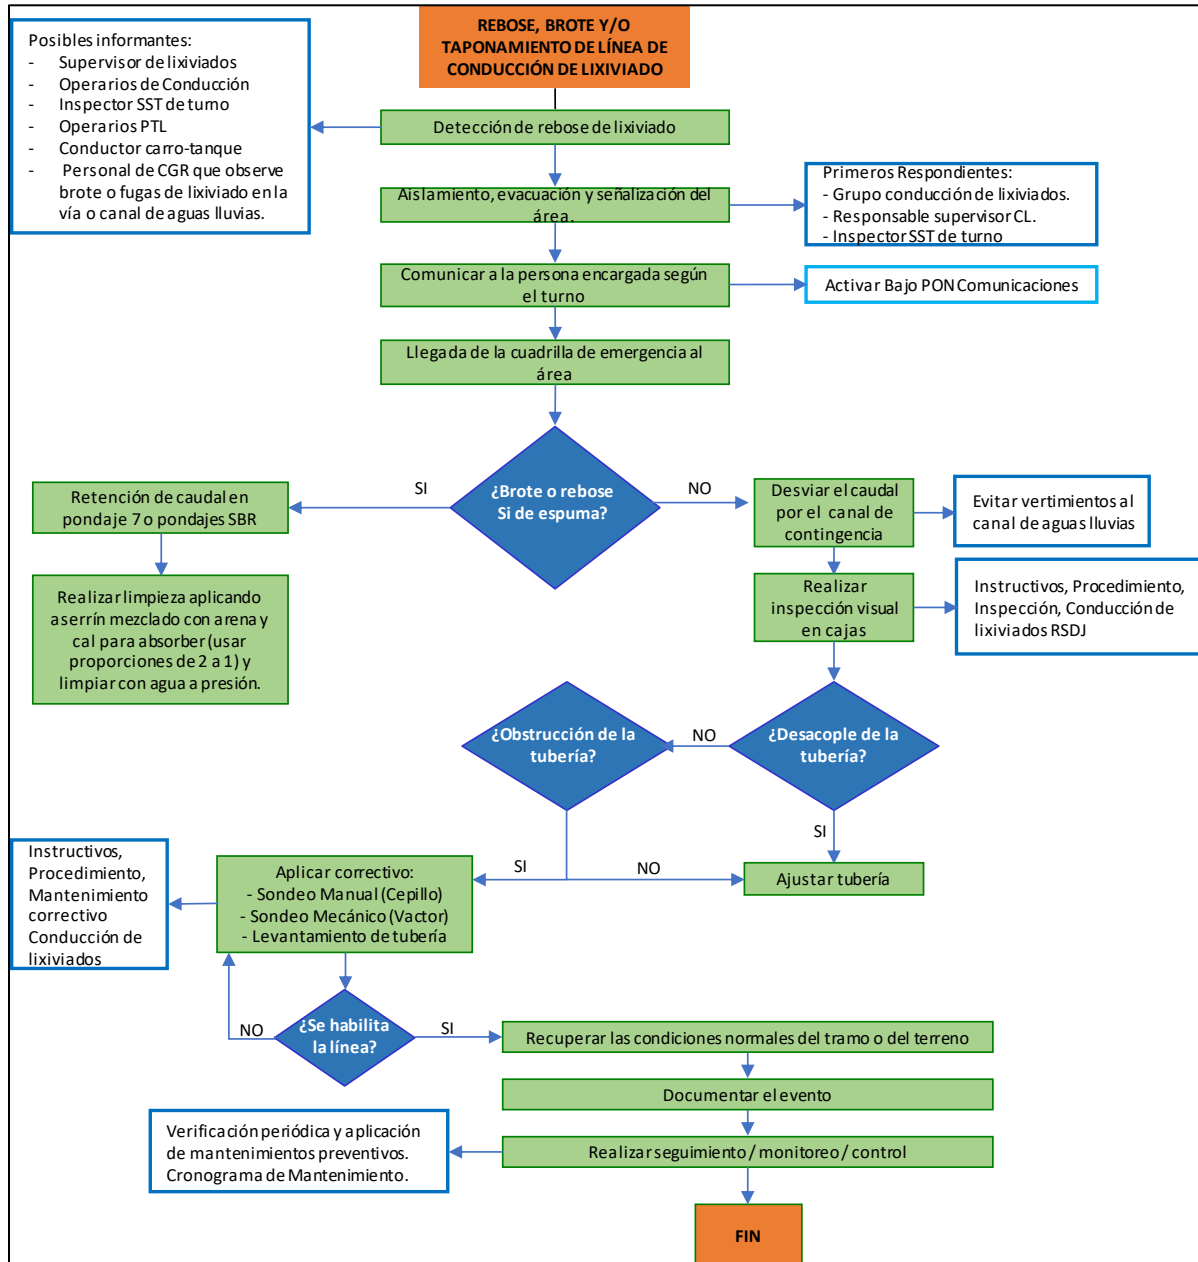 REBOSE, BROTE Y/O
TAPONAMIENTO DE LÍNEA DE
CONDUCCIÓN DE LIXIVIADO
Posibles informantes:
- Supervisor de lixiviados
- Operarios de Conducción
- Inspector SST de turno
- Operarios PTL
- Conductor carro-tanque
- Personal de CGR que observe
brote o fugas de lixiviado en la
vía o canal de aguas lluvias.
Detección de rebose de lixiviado
Aislamiento, evacuación y señalización del
área.
Primeros Respondientes:
- Grupo conducción de lixiviados.
- Responsable supervisor CL.
- Inspector SST de turno
Comunicar a la persona encargada según
el turno
Activar Bajo PON Comunicaciones
Llegada de la cuadrilla de emergencia al
área
¿Brote o rebose
Si de espuma?
SI
NO
Retención de caudal en
pondaje 7 o pondajes SBR
Desviar el caudal
por el canal de
contingencia
Evitar vertimientos al
canal de aguas lluvias
Realizar limpieza aplicando
aserrín mezclado con arena y
cal para absorber (usar
proporciones de 2 a 1) y
limpiar con agua a presión.
Realizar
inspección visual
en cajas
Instructivos, Procedimiento,
Inspección, Conducción de
lixiviados RSDJ
¿Obstrucción de la
tubería?
NO
¿Desacople de la
tubería?
SI
Instructivos,
Procedimiento,
Mantenimiento
correctivo
Conducción de
lixiviados
Aplicar correctivo:
- Sondeo Manual (Cepillo)
- Sondeo Mecánico (Vactor)
- Levantamiento de tubería
SI
NO
Ajustar tubería
¿Se habilita
la línea?
NO
SI
Recuperar las condiciones normales del tramo o del terreno
Documentar el evento
Verificación periódica y aplicación
de mantenimientos preventivos.
Cronograma de Mantenimiento.
Realizar seguimiento / monitoreo / control
FIN